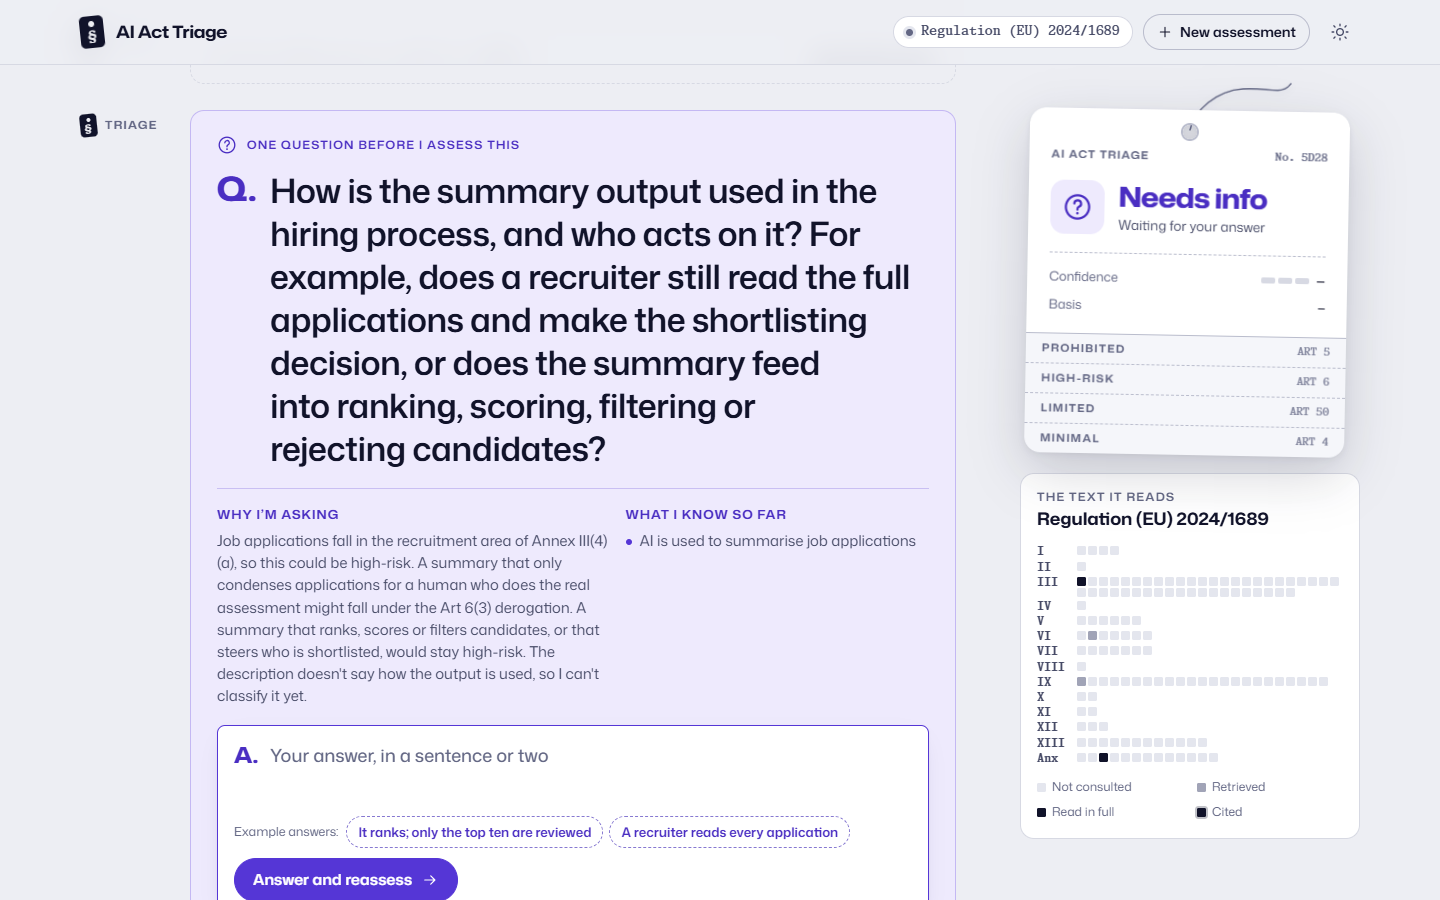 AI Act Triage
Regulation (EU) 2024/1689
New assessment
§ TRIAGE
ONE QUESTION BEFORE I ASSESS THIS
Q. How is the summary output used in the
hiring process, and who acts on it? For
example, does a recruiter still read the full
applications and make the shortlisting
decision, or does the summary feed
into ranking, scoring, filtering or
rejecting candidates?
WHY I'M ASKING
Job applications fall in the recruitment area of Annex III(4)
(a), so this could be high-risk. A summary that only
condenses applications for a human who does the real
assessment might fall under the Art 6(3) derogation. A
summary that ranks, scores or filters candidates, or that
steers who is shortlisted, would stay high-risk. The
description doesn't say how the output is used, so I can't
classify it yet.
WHAT I KNOW SO FAR
AI is used to summarise job applications
A. Your answer, in a sentence or two
Example answers: It ranks; only the top ten are reviewed A recruiter reads every application
Answer and reassess →
AI ACT TRIAGE No. 5D28
Needs info
Waiting for your answer
Confidence –
Basis –
PROHIBITED ART 5
HIGH-RISK ART 6
LIMITED ART 50
MINIMAL ART 4
THE TEXT IT READS
Regulation (EU) 2024/1689
I
II
III
IV
V
VI
VII
VIII
IX
X
XI
XII
XIII
Anx
Not consulted Retrieved
Read in full Cited